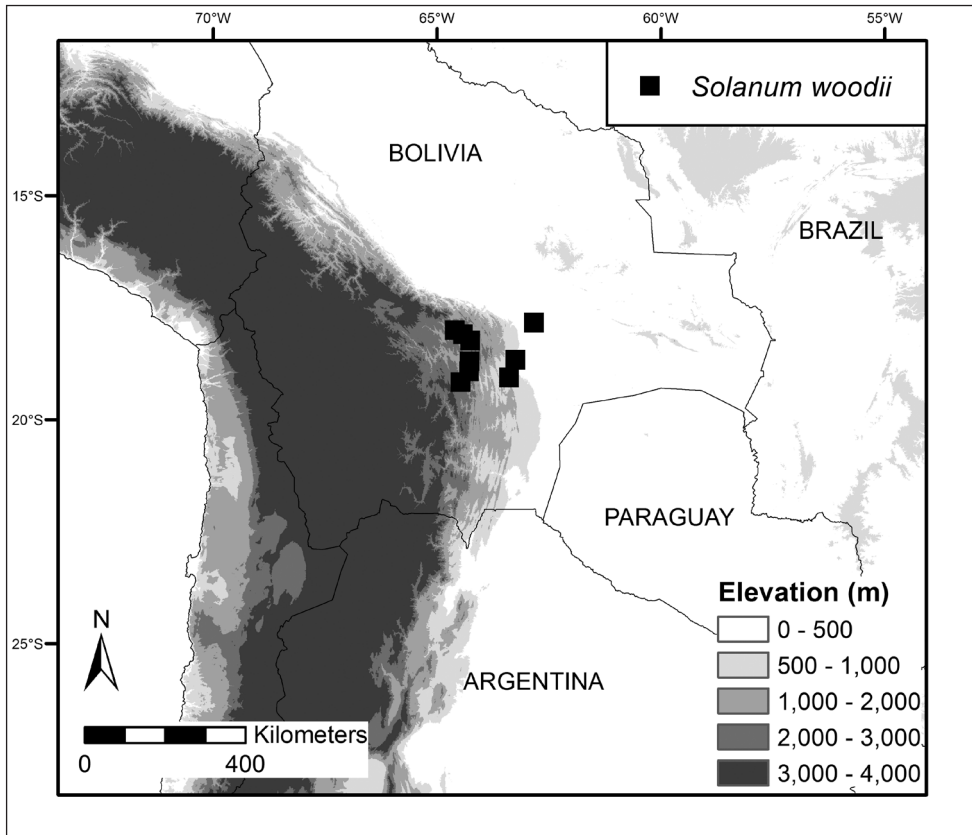 70°W 65°W 60°W 55°W
Solanum woodii
BOLIVIA
15°S
BRAZIL
20°S
PARAGUAY
Elevation (m)
0 - 500
N
25°S
500 - 1,000
ARGENTINA
1,000 - 2,000
Kilometers
2,000 - 3,000
0 400
3,000 - 4,000